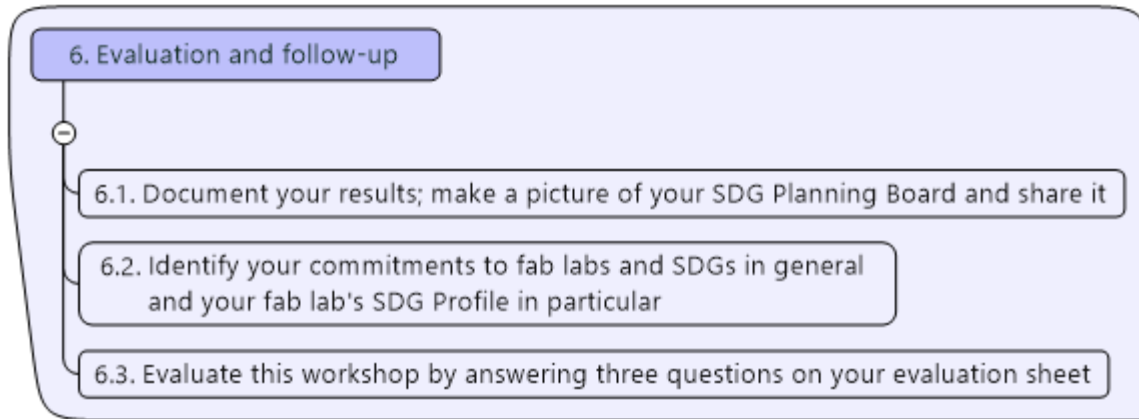 6. Evaluation and follow-up
6.1. Document your results; make a picture of your SDG Planning Board and share it
6.2. Identify your commitments to fab labs and SDGs in general
and your fab lab's SDG Profile in particular
6.3. Evaluate this workshop by answering three questions on your evaluation sheet